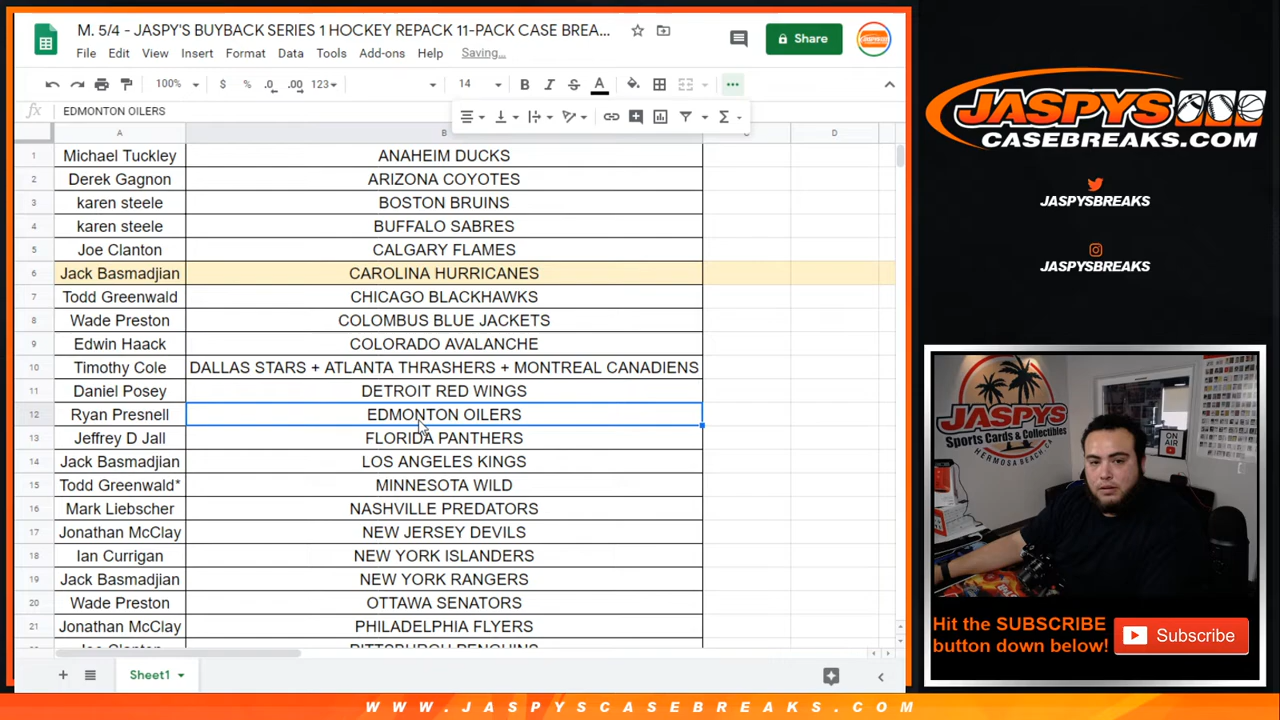 M. 5/4 - JASPY'S BUYBACK SERIES 1 HOCKEY REPACK 11-PACK CASE BREA...
File Edit View Insert Format Data Tools Add-ons Help Saving...
Share
100% $ % .0 .00 123 14 B I S A
fx EDMONTON OILERS
A B C D
1 Michael Tuckley ANAHEIM DUCKS
2 Derek Gagnon ARIZONA COYOTES
3 karen steele BOSTON BRUINS
4 karen steele BUFFALO SABRES
5 Joe Clanton CALGARY FLAMES
6 Jack Basmadjian CAROLINA HURRICANES
7 Todd Greenwald CHICAGO BLACKHAWKS
8 Wade Preston COLOMBUS BLUE JACKETS
9 Edwin Haack COLORADO AVALANCHE
10 Timothy Cole DALLAS STARS + ATLANTA THRASHERS + MONTREAL CANADIENS
11 Daniel Posey DETROIT RED WINGS
12 Ryan Presnell EDMONTON OILERS
13 Jeffrey D Jall FLORIDA PANTHERS
14 Jack Basmadjian LOS ANGELES KINGS
15 Todd Greenwald* MINNESOTA WILD
16 Mark Liebscher NASHVILLE PREDATORS
17 Jonathan McClay NEW JERSEY DEVILS
18 Ian Currigan NEW YORK ISLANDERS
19 Jack Basmadjian NEW YORK RANGERS
20 Wade Preston OTTAWA SENATORS
21 Jonathan McClay PHILADELPHIA FLYERS
Joe Clanton PITTSBURGH PENGUINS
Sheet1
JASPYS
CASEBREAKS.COM
JASPYSBREAKS
JASPYSBREAKS
JASPYS
Sports Cards & Collectibles
HERMOSA BEACH, CA
ON AIR
Hit the SUBSCRIBE
button down below!
Subscribe
WWW.JASPYSCASEBREAKS.COM